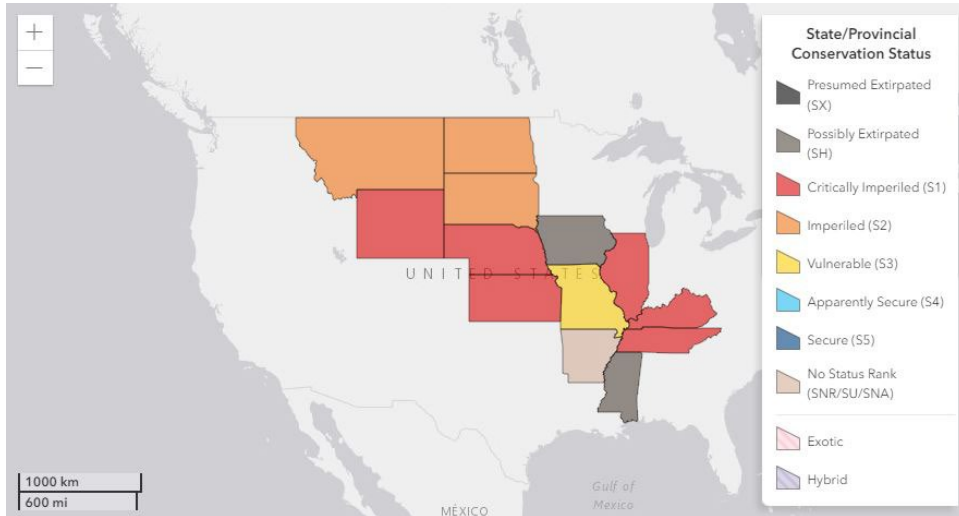 +
−
UNITED STATES
1000 km
600 mi
MÉXICO
Gulf of
Mexico
State/Provincial
Conservation Status
Presumed Extirpated
(SX)
Possibly Extirpated
(SH)
Critically Imperiled (S1)
Imperiled (S2)
Vulnerable (S3)
Apparently Secure (S4)
Secure (S5)
No Status Rank
(SNR/SU/SNA)
Exotic
Hybrid